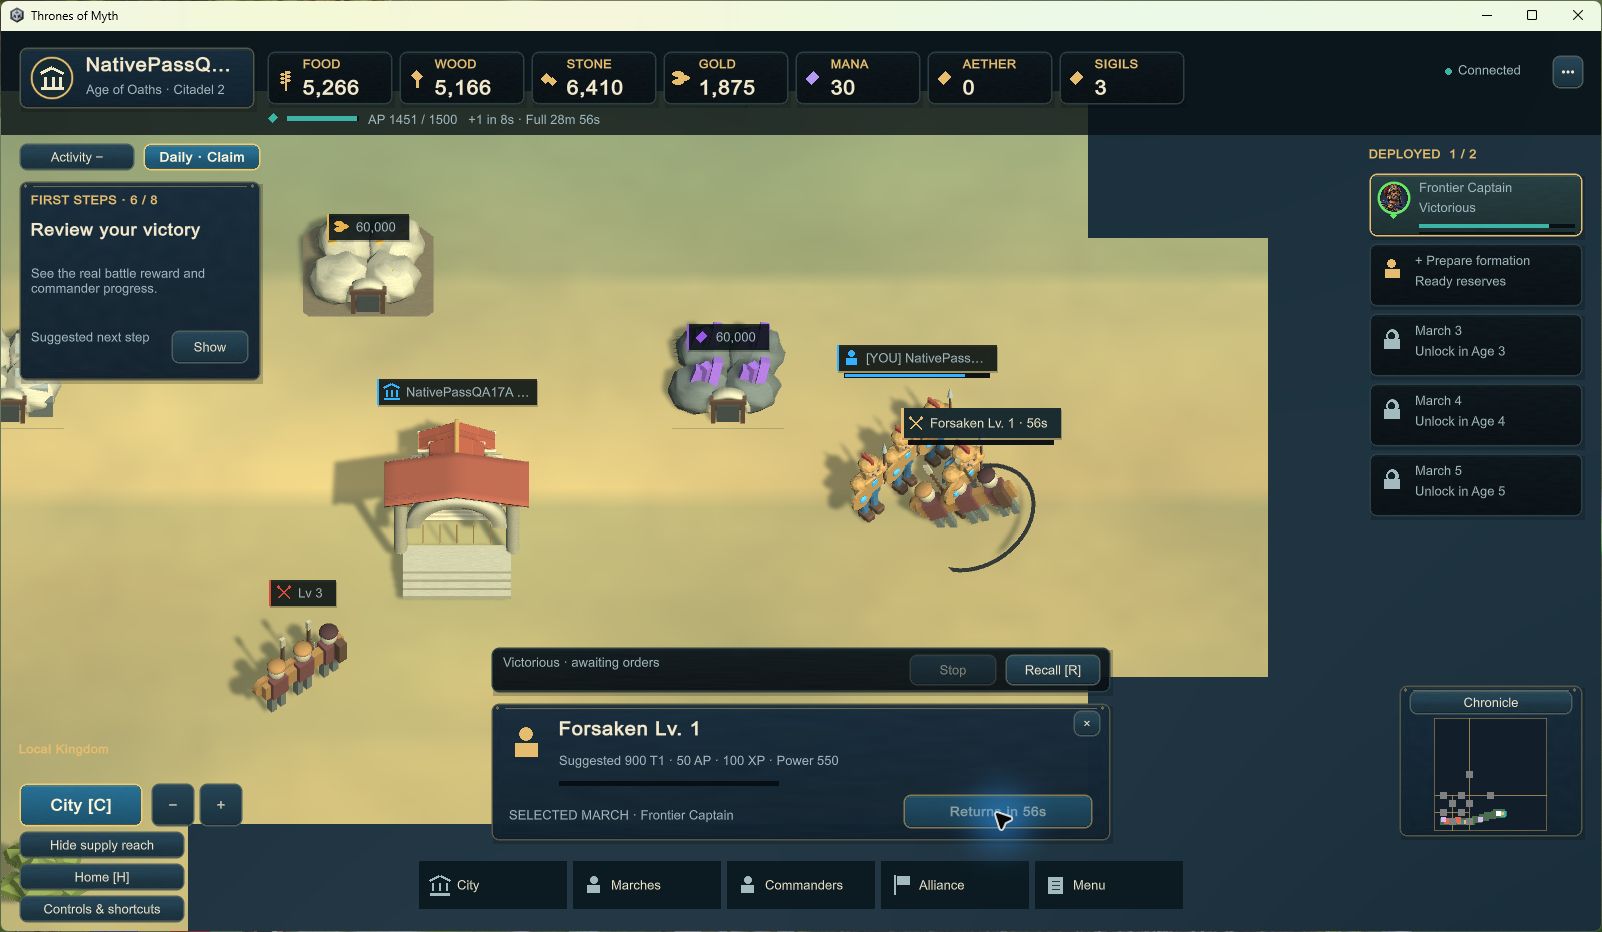 Thrones of Myth
NativePassQ...
Age of Oaths · Citadel 2
FOOD
5,266
WOOD
5,166
STONE
6,410
GOLD
1,875
MANA
30
AETHER
0
SIGILS
3
Connected
AP 1451 / 1500 +1 in 8s · Full 28m 56s
Activity –
Daily · Claim
FIRST STEPS · 6 / 8
Review your victory
See the real battle reward and
commander progress.
Suggested next step
Show
60,000
60,000
[YOU] NativePass...
Forsaken Lv. 1 · 56s
NativePassQA17A ...
Lv 3
DEPLOYED 1 / 2
Frontier Captain
Victorious
+ Prepare formation
Ready reserves
March 3
Unlock in Age 3
March 4
Unlock in Age 4
March 5
Unlock in Age 5
Victorious · awaiting orders
Stop
Recall [R]
Forsaken Lv. 1
Suggested 900 T1 · 50 AP · 100 XP · Power 550
SELECTED MARCH · Frontier Captain
Returns in 56s
Chronicle
Local Kingdom
City [C]
Hide supply reach
Home [H]
Controls & shortcuts
City
Marches
Commanders
Alliance
Menu